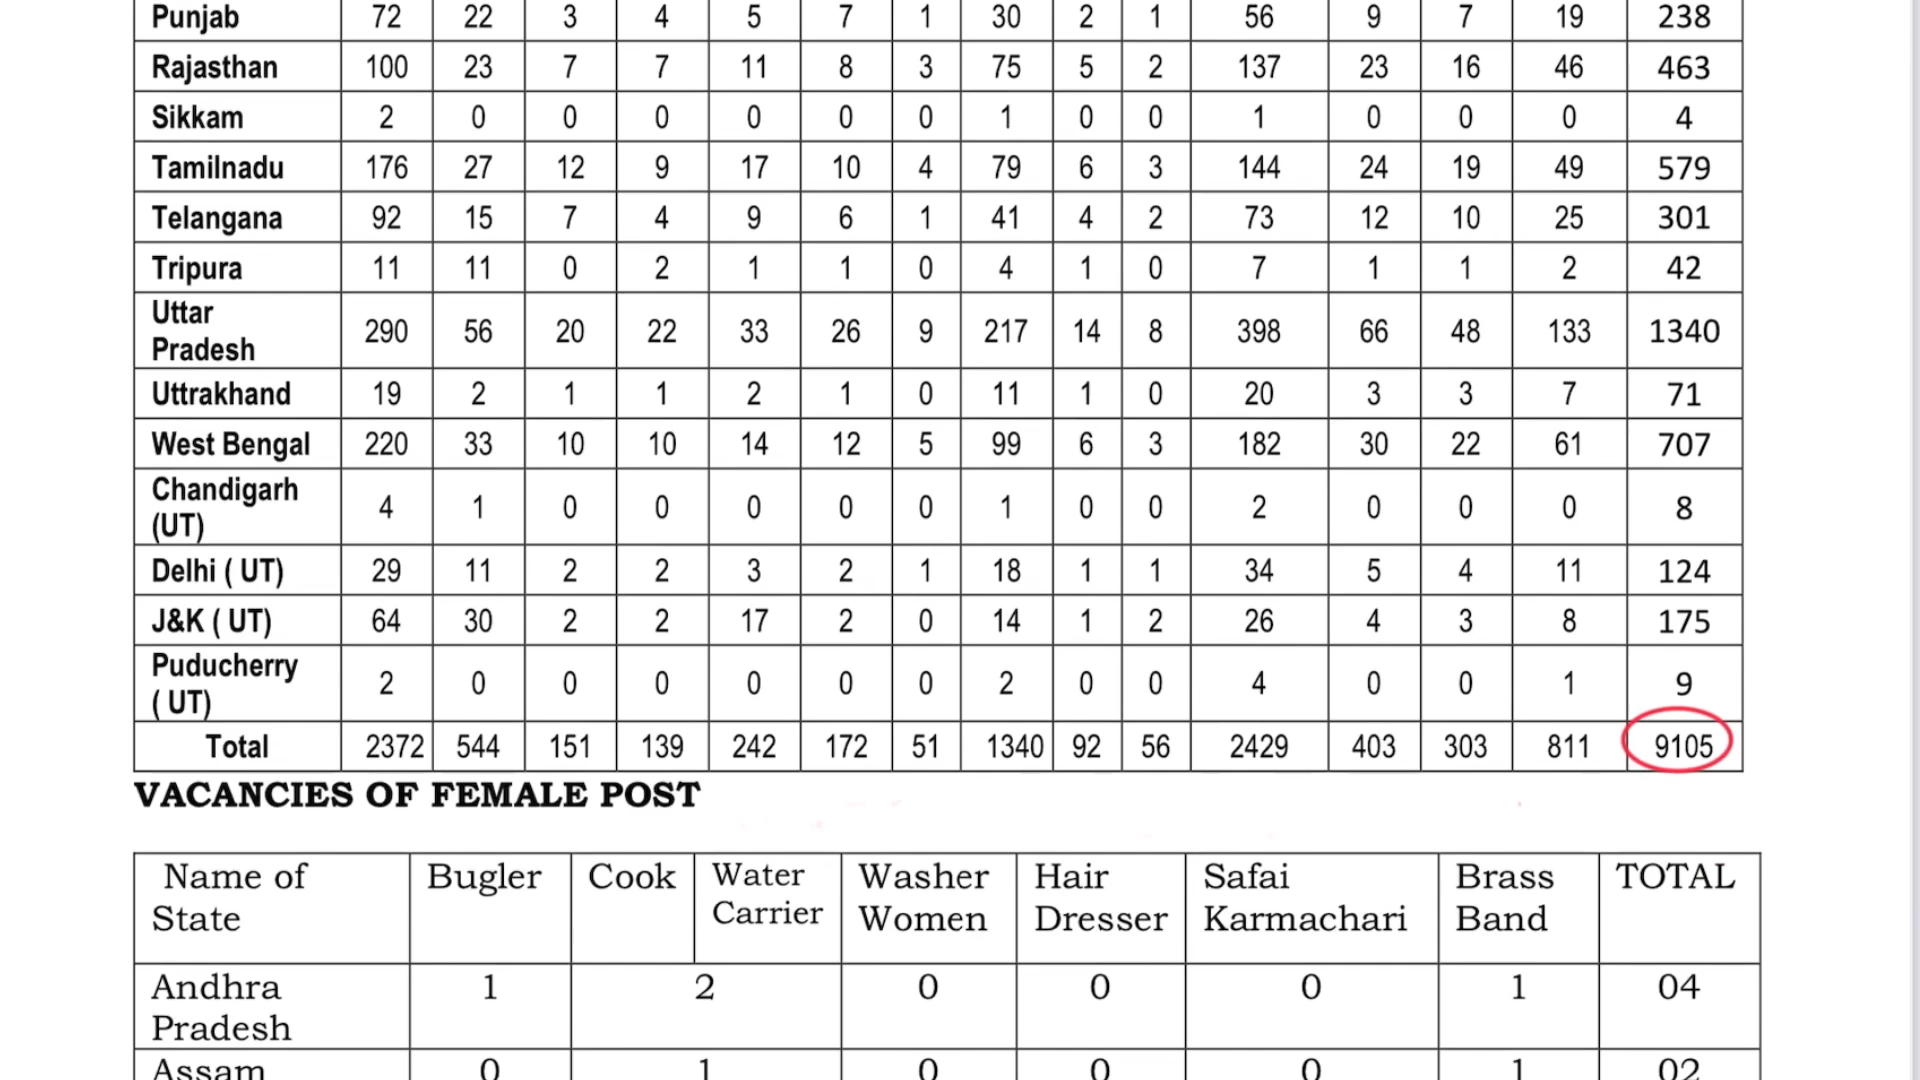 Punjab 72 22 3 4 5 7 1 30 2 1 56 9 7 19 238
Rajasthan 100 23 7 7 11 8 3 75 5 2 137 23 16 46 463
Sikkam 2 0 0 0 0 0 0 1 0 0 1 0 0 0 4
Tamilnadu 176 27 12 9 17 10 4 79 6 3 144 24 19 49 579
Telangana 92 15 7 4 9 6 1 41 4 2 73 12 10 25 301
Tripura 11 11 0 2 1 1 0 4 1 0 7 1 1 2 42
Uttar
Pradesh 290 56 20 22 33 26 9 217 14 8 398 66 48 133 1340
Uttrakhand 19 2 1 1 2 1 0 11 1 0 20 3 3 7 71
West Bengal 220 33 10 10 14 12 5 99 6 3 182 30 22 61 707
Chandigarh
(UT) 4 1 0 0 0 0 0 1 0 0 2 0 0 0 8
Delhi ( UT) 29 11 2 2 3 2 1 18 1 1 34 5 4 11 124
J&K ( UT) 64 30 2 2 17 2 0 14 1 2 26 4 3 8 175
Puducherry
( UT) 2 0 0 0 0 0 0 2 0 0 4 0 0 1 9
Total 2372 544 151 139 242 172 51 1340 92 56 2429 403 303 811 9105
VACANCIES OF FEMALE POST
Name of Bugler Cook Water Washer Hair Safai Brass TOTAL
State Carrier Women Dresser Karmachari Band
Andhra 1 2 0 0 0 1 04
Pradesh
Assam 0 1 0 0 0 1 02